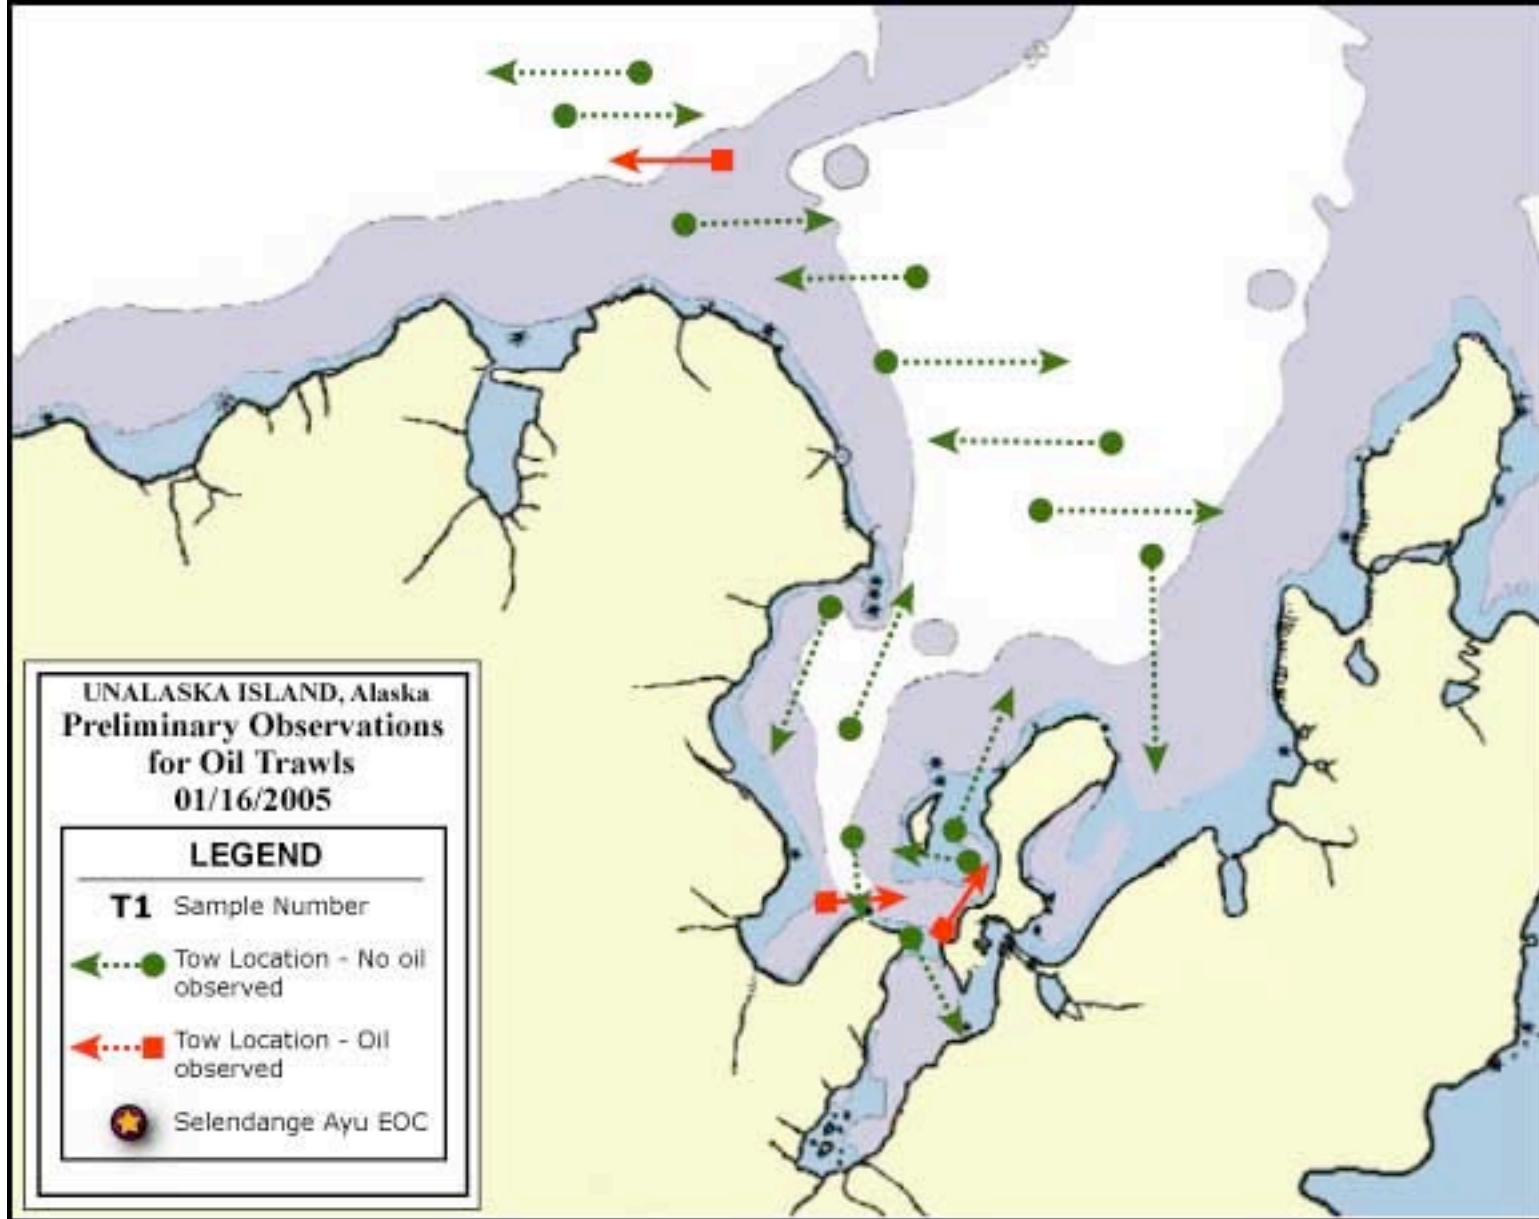 UNALASKA ISLAND, Alaska
Preliminary Observations
for Oil Trawls
01/16/2005
LEGEND
T1 Sample Number
Tow Location - No oil
observed
Tow Location - Oil
observed
Selendange Ayu EOC